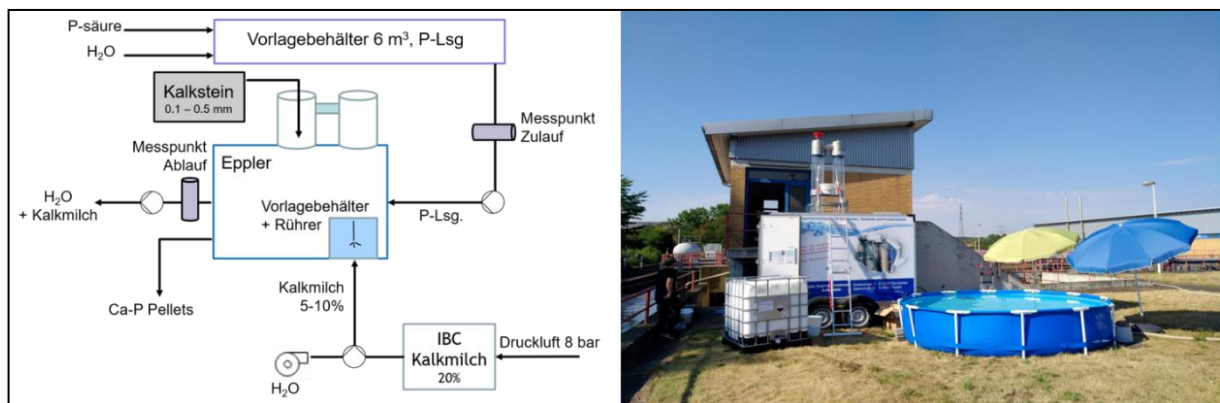 P-säure
H₂O
Vorlagebehälter 6 m³, P-Lsg
Kalkstein
0.1 – 0.5 mm
Messpunkt
Zulauf
Messpunkt
Ablauf
Eppler
H₂O
+ Kalkmilch
Vorlagebehälter
+ Rührer
P-Lsg.
Ca-P Pellets
Kalkmilch
5-10%
IBC
Kalkmilch
20%
Druckluft 8 bar
H₂O